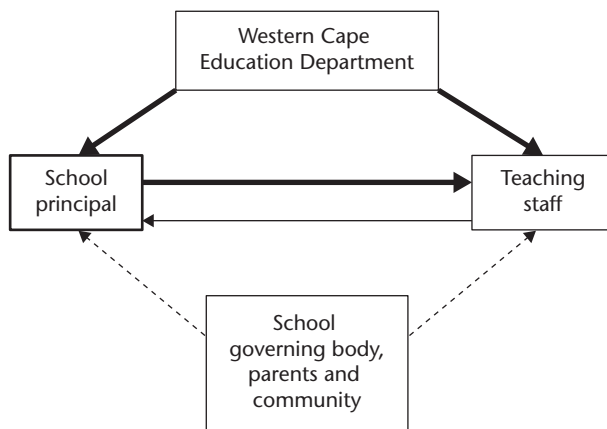 Western Cape
Education Department
School
principal
Teaching
staff
School
governing body,
parents and
community